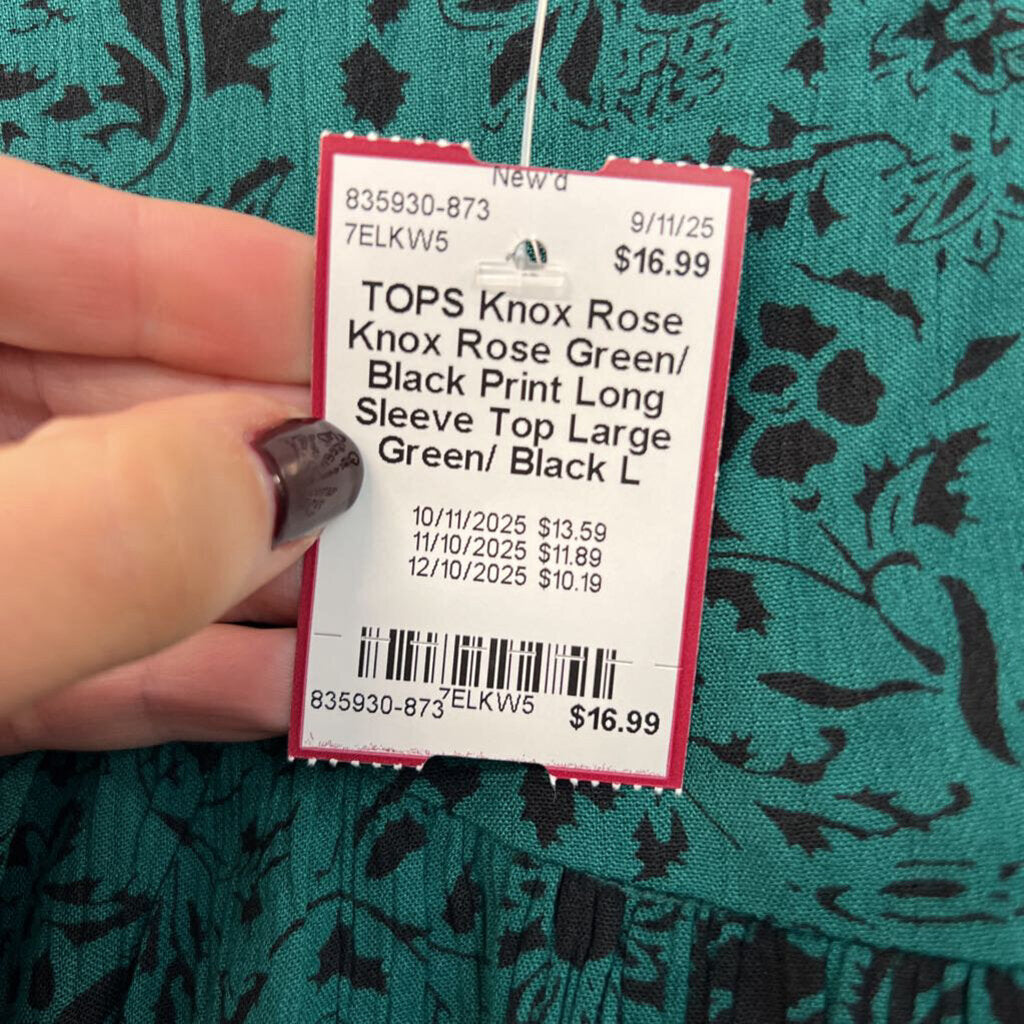 New'd
835930-873 9/11/25
7ELKW5 $16.99
TOPS Knox Rose
Knox Rose Green/
Black Print Long
Sleeve Top Large
Green/ Black L
10/11/2025 $13.59
11/10/2025 $11.89
12/10/2025 $10.19
835930-873 7ELKW5 $16.99